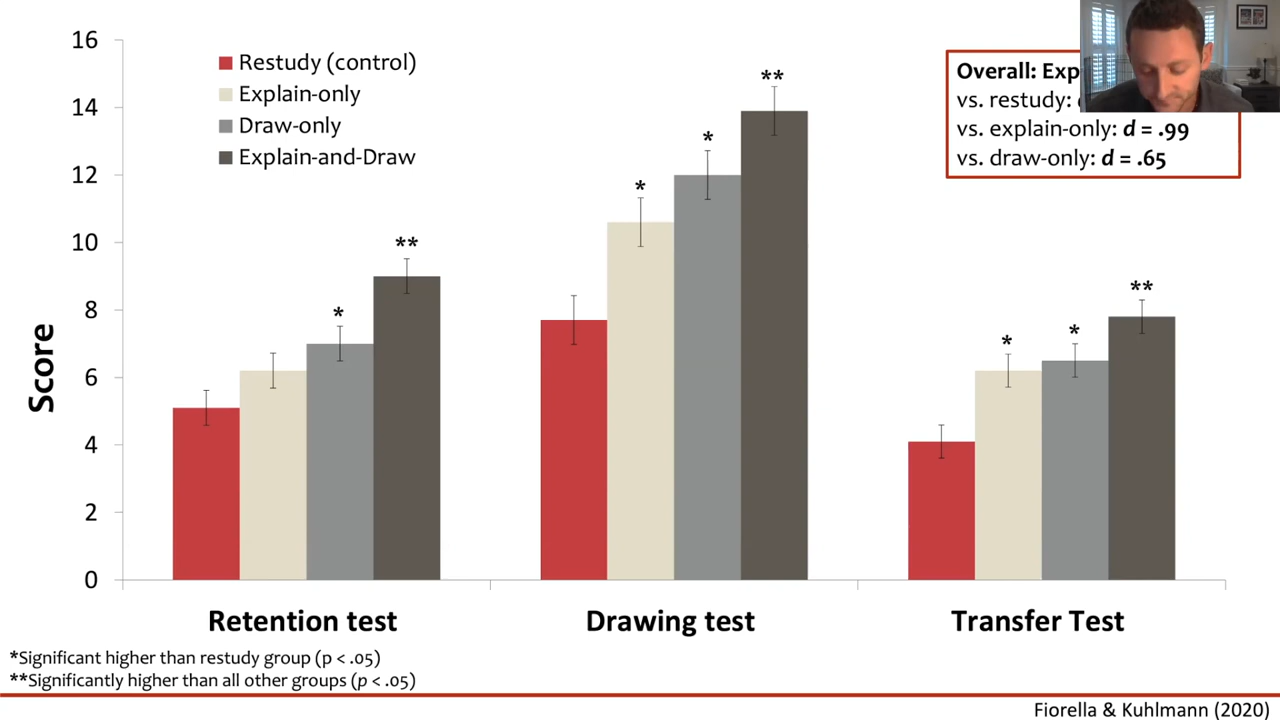 16
14
12
10
8
6
4
2
0
Score
Restudy (control)
Explain-only
Draw-only
Explain-and-Draw
*
**
*
*
**
*
*
**
Overall:
vs. restudy:
vs. explain-only: d = .99
vs. draw-only: d = .65
Retention test
Drawing test
Transfer Test
*Significant higher than restudy group (p < .05)
**Significantly higher than all other groups (p < .05)
Fiorella & Kuhlmann (2020)